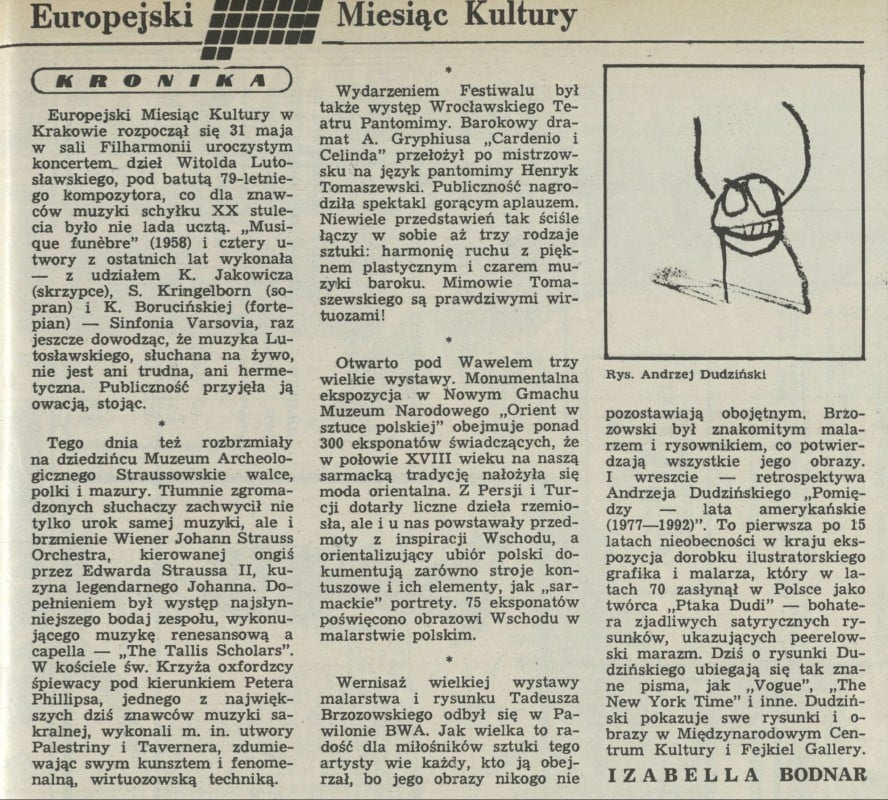 Europejski Miesiąc Kultury
KRONIKA
Europejski Miesiąc Kultury w
Krakowie rozpoczął się 31 maja
w sali Filharmonii uroczystym
koncertem dzieł Witolda Luto-
sławskiego, pod batutą 79-letnie-
go kompozytora, co dla znaw-
ców muzyki schyłku XX stule-
cia było nie lada ucztą. „Musi-
que funèbre” (1958) i cztery u-
twory z ostatnich lat wykonała
— z udziałem K. Jakowicza
(skrzypce), S. Kringelborn (so-
pran) i K. Borucińskiej (forte-
pian) — Sinfonia Varsovia, raz
jeszcze dowodząc, że muzyka Lu-
tosławskiego, słuchana na żywo,
nie jest ani trudna, ani herme-
tyczna. Publiczność przyjęła ją
owacją, stojąc.
*
Tego dnia też rozbrzmiały
na dziedzińcu Muzeum Archeolo-
gicznego Straussowskie walce,
polki i mazury. Tłumnie zgroma-
dzonych słuchaczy zachwycił nie
tylko urok samej muzyki, ale i
brzmienie Wiener Johann Strauss
Orchestra, kierowanej ongiś
przez Edwarda Straussa II, ku-
zyna legendarnego Johanna. Do-
pełnieniem był występ najsłyn-
niejszego bodaj zespołu, wykonu-
jącego muzykę renesansową a
capella — „The Tallis Scholars”.
W kościele św. Krzyża oxfordzcy
śpiewacy pod kierunkiem Petera
Phillipsa, jednego z najwięk-
szych dziś znawców muzyki sa-
kralnej, wykonali m. in. utwory
Palestriny i Tavernera, zdumie-
wając swym kunsztem i fenome-
nalną, wirtuozowską techniką.
*
Wydarzeniem Festiwalu był
także występ Wrocławskiego Te-
atru Pantomimy. Barokowy dra-
mat A. Gryphiusa „Cardenio i
Celinda” przełożył po mistrzow-
sku na język pantomimy Henryk
Tomaszewski. Publiczność nagro-
dziła spektakl gorącym aplauzem.
Niewiele przedstawień tak ściśle
łączy w sobie aż trzy rodzaje
sztuki: harmonię ruchu z pięk-
nem plastycznym i czarem mu-
zyki baroku. Mimowie Toma-
szewskiego są prawdziwymi wir-
tuozami!
*
Otwarto pod Wawelem trzy
wielkie wystawy. Monumentalna
ekspozycja w Nowym Gmachu
Muzeum Narodowego „Orient w
sztuce polskiej” obejmuje ponad
300 eksponatów świadczących, że
w połowie XVIII wieku na naszą
sarmacką tradycję nałożyła się
moda orientalna. Z Persji i Tur-
cji dotarły liczne dzieła rzemio-
sła, ale i u nas powstawały przed-
moty z inspiracji Wschodu, a
orientalizujący ubiór polski do-
kumentują zarówno stroje kon-
tuszowe i ich elementy, jak „sar-
mackie” portrety. 75 eksponatów
poświęcono obrazowi Wschodu w
malarstwie polskim.
*
Wernisaż wielkiej wystawy
malarstwa i rysunku Tadeusza
Brzozowskiego odbył się w Pa-
wilonie BWA. Jak wielka to ra-
dość dla miłośników sztuki tego
artysty wie każdy, kto ją obej-
rzał, bo jego obrazy nikogo nie
Rys. Andrzej Dudziński
pozostawiają obojętnym. Brzo-
zowski był znakomitym mala-
rzem i rysownikiem, co potwier-
dzają wszystkie jego obrazy.
I wreszcie — retrospektywa
Andrzeja Dudzińskiego „Pomię-
dzy — lata amerykańskie
(1977—1992)”. To pierwsza po 15
latach nieobecności w kraju eks-
pozycja dorobku ilustratorskiego
grafika i malarza, który w la-
tach 70 zasłynął w Polsce jako
twórca „Ptaka Dudi” — bohate-
ra zjadliwych satyrycznych ry-
sunków, ukazujących peerelow-
ski marazm. Dziś o rysunki Du-
dzińskiego ubiegają się tak zna-
ne pisma, jak „Vogue”, „The
New York Time” i inne. Dudziń-
ski pokazuje swe rysunki i o-
brazy w Międzynarodowym Cen-
trum Kultury i Fejkiel Gallery.
IZABELLA BODNAR